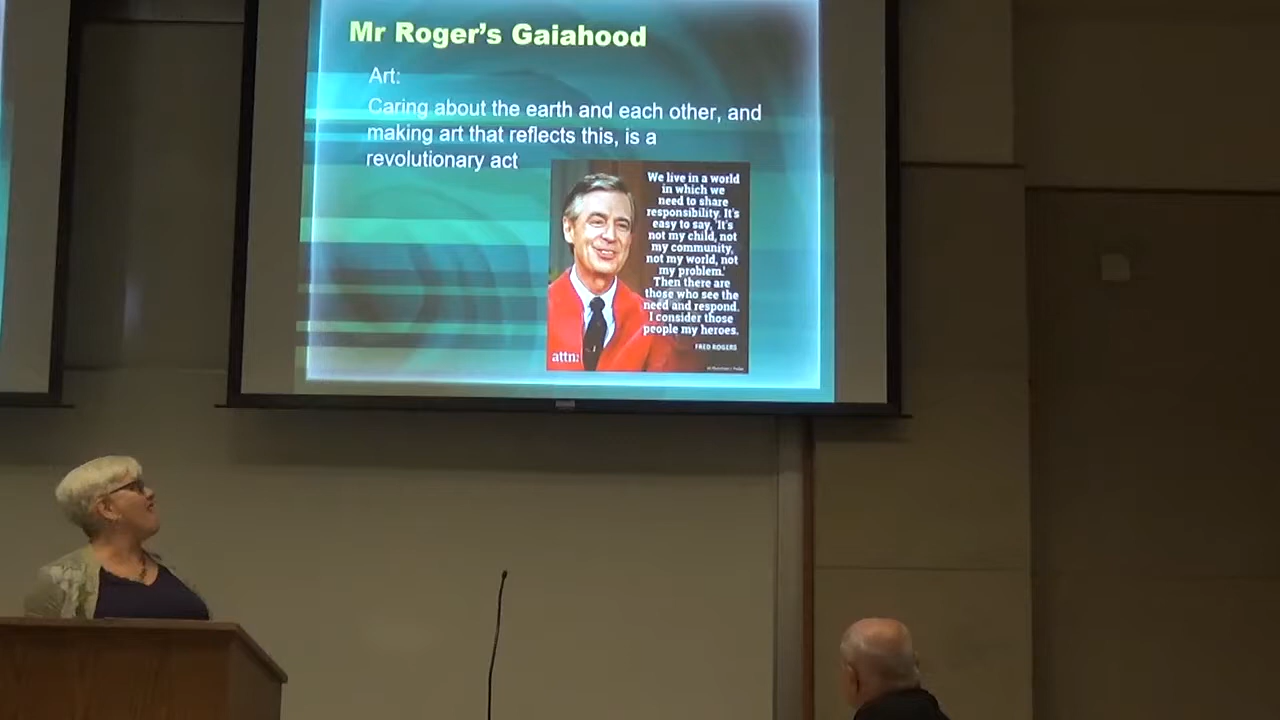 Mr Roger's Gaiahood
Art:
Caring about the earth and each other, and
making art that reflects this, is a
revolutionary act
We live in a world
in which we
need to share
responsibility. It's
easy to say, 'It's
not my child, not
my community,
not my world, not
my problem.'
Then there are
those who see the
need and respond.
I consider those
people my heroes.
FRED ROGERS
attn: